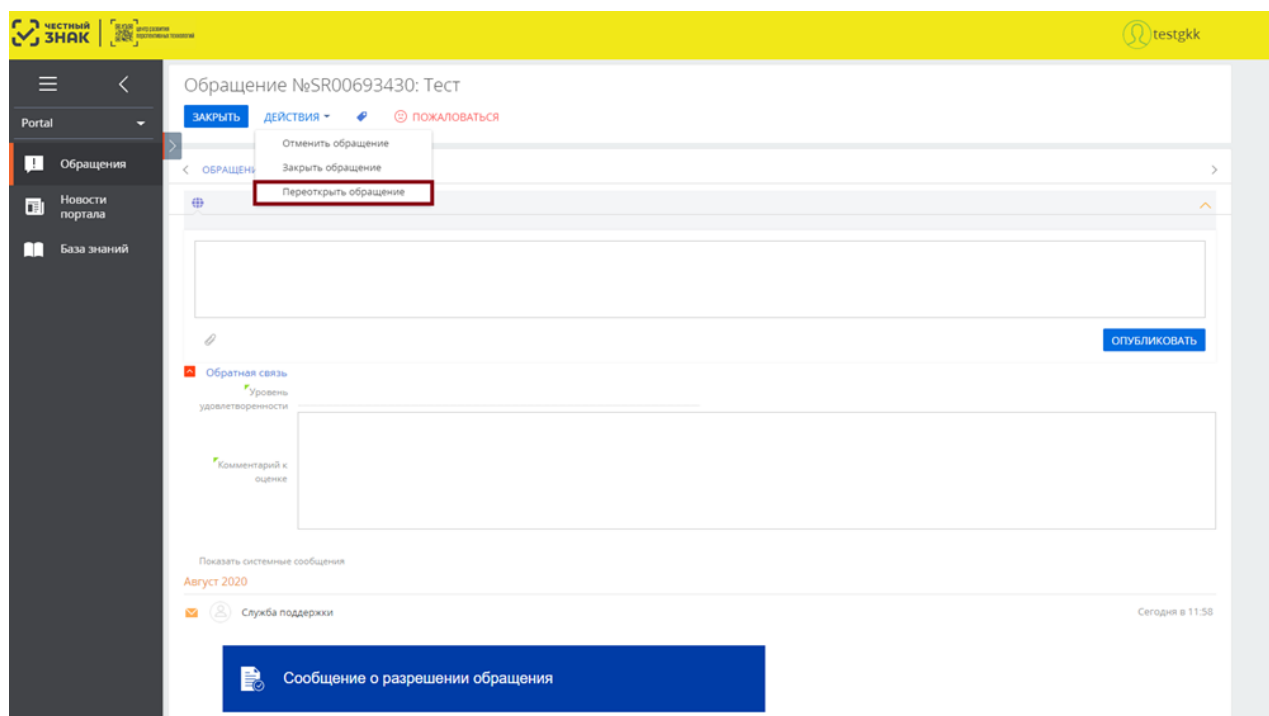 ЧЕСТНЫЙ
ЗНАК
testgkk
Portal
Обращения
Новости
портала
База знаний
Обращение №SR00693430: Тест
ЗАКРЫТЬ
ДЕЙСТВИЯ
ПОЖАЛОВАТЬСЯ
Отменить обращение
Закрыть обращение
Переоткрыть обращение
ОПУБЛИКОВАТЬ
Обратная связь
Уровень
удовлетворенности
Комментарий к
оценке
Показать системные сообщения
Август 2020
Служба поддержки
Сегодня в 11:58
Сообщение о разрешении обращения